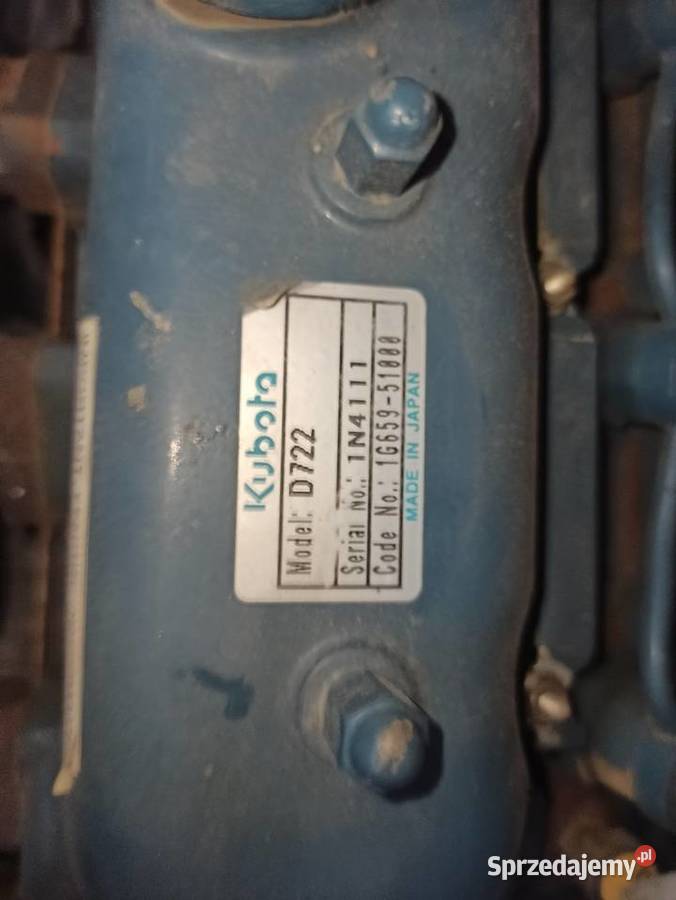 Kubota
Model: D722
Serial No.: 1N4111
Code No.: 1G659-51000
MADE IN JAPAN
Sprzedajemy.pl